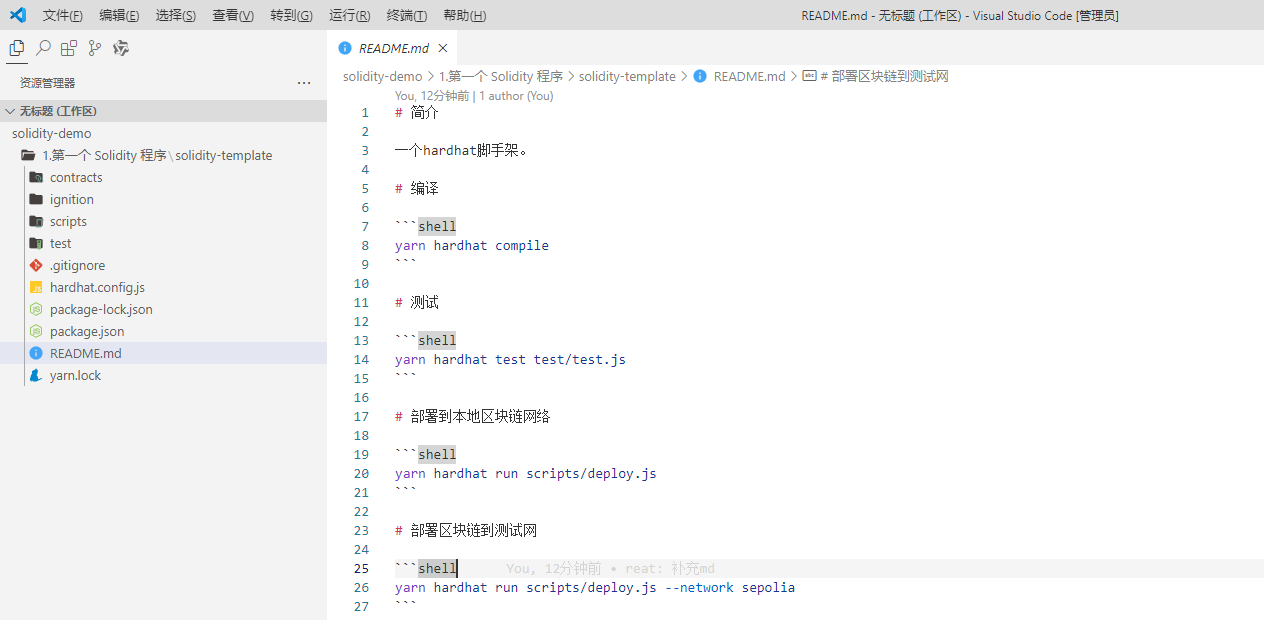 文件(F) 编辑(E) 选择(S) 查看(V) 转到(G) 运行(R) 终端(T) 帮助(H) README.md - 无标题 (工作区) - Visual Studio Code [管理员]
资源管理器 ...
无标题 (工作区)
solidity-demo
1.第一个 Solidity 程序 \ solidity-template
contracts
ignition
scripts
test
.gitignore
hardhat.config.js
package-lock.json
package.json
README.md
yarn.lock
README.md
solidity-demo > 1.第一个 Solidity 程序 > solidity-template > README.md > # 部署区块链到测试网
You, 12分钟前 | 1 author (You)
1 # 简介
2
3 一个hardhat脚手架。
4
5 # 编译
6
7 ```shell
8 yarn hardhat compile
9 ```
10
11 # 测试
12
13 ```shell
14 yarn hardhat test test/test.js
15 ```
16
17 # 部署到本地区块链网络
18
19 ```shell
20 yarn hardhat run scripts/deploy.js
21 ```
22
23 # 部署区块链到测试网
24
25 ```shell You, 12分钟前 • reat: 补充md
26 yarn hardhat run scripts/deploy.js --network sepolia
27 ```